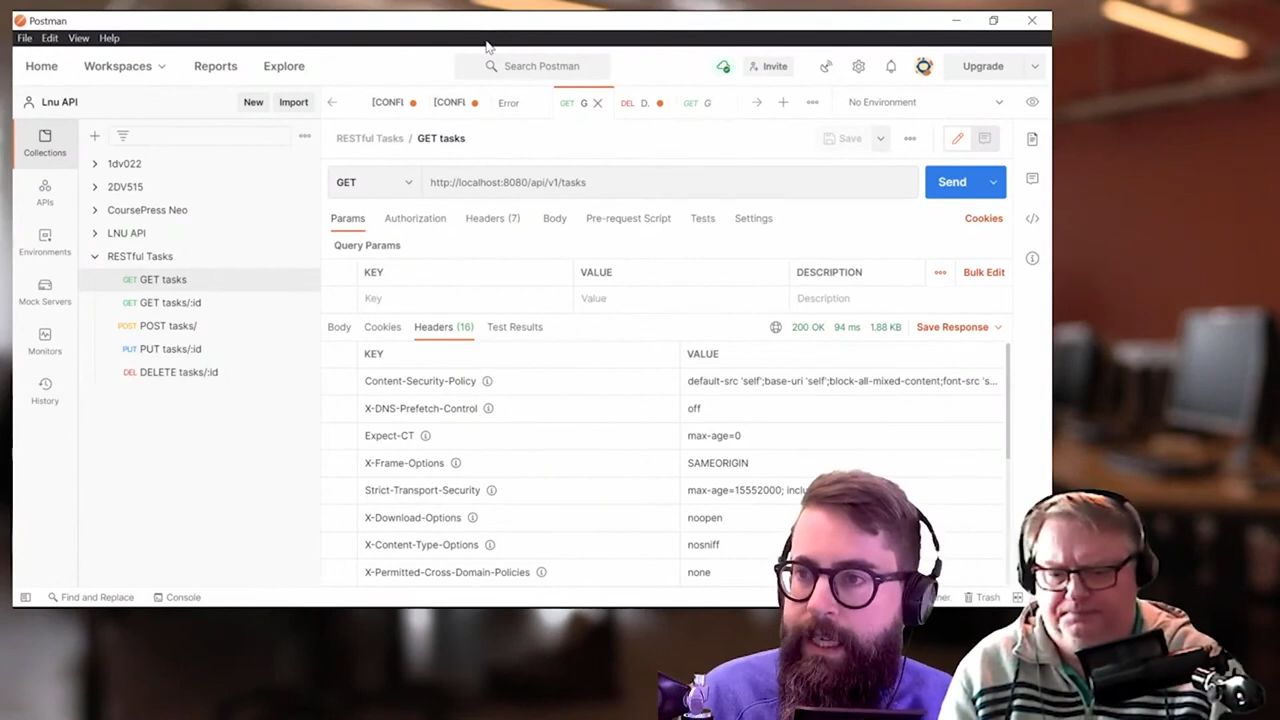 Postman
File Edit View Help
Home Workspaces Reports Explore Search Postman Invite Upgrade
Lnu API New Import [CONFL [CONFL Error GET G DEL D. GET G No Environment
RESTful Tasks / GET tasks Save
Collections
APIs
Environments
Mock Servers
Monitors
History
1dv022
2DV515
CoursePress Neo
LNU API
RESTful Tasks
GET GET tasks
GET GET tasks/:id
POST POST tasks/
PUT PUT tasks/:id
DEL DELETE tasks/:id
GET http://localhost:8080/api/v1/tasks Send
Params Authorization Headers (7) Body Pre-request Script Tests Settings Cookies
Query Params
KEY VALUE DESCRIPTION Bulk Edit
Key Value Description
Body Cookies Headers (16) Test Results 200 OK 94 ms 1.88 KB Save Response
KEY VALUE
Content-Security-Policy default-src 'self';base-uri 'self';block-all-mixed-content;font-src 's...
X-DNS-Prefetch-Control off
Expect-CT max-age=0
X-Frame-Options SAMEORIGIN
Strict-Transport-Security max-age=15552000; inclu
X-Download-Options noopen
X-Content-Type-Options nosniff
X-Permitted-Cross-Domain-Policies none
Find and Replace Console Trash